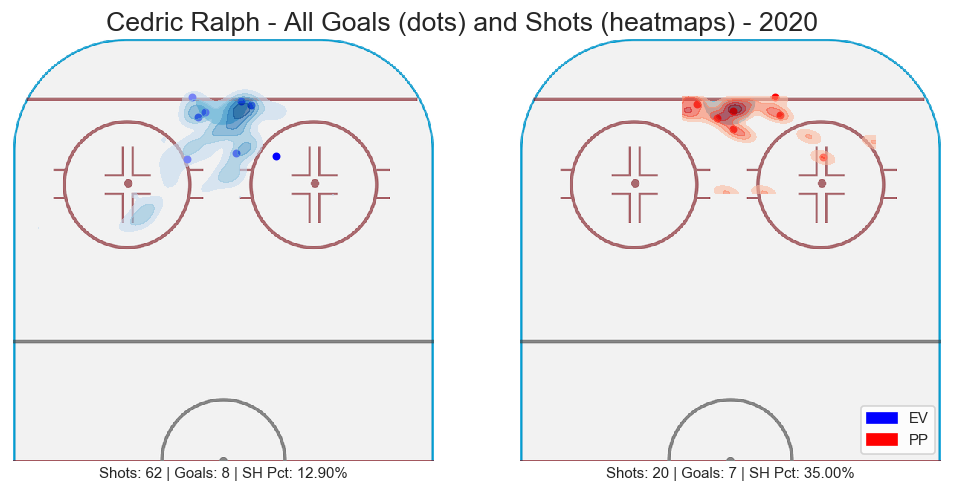 Cedric Ralph - All Goals (dots) and Shots (heatmaps) - 2020
EV
PP
Shots: 62 | Goals: 8 | SH Pct: 12.90%
Shots: 20 | Goals: 7 | SH Pct: 35.00%